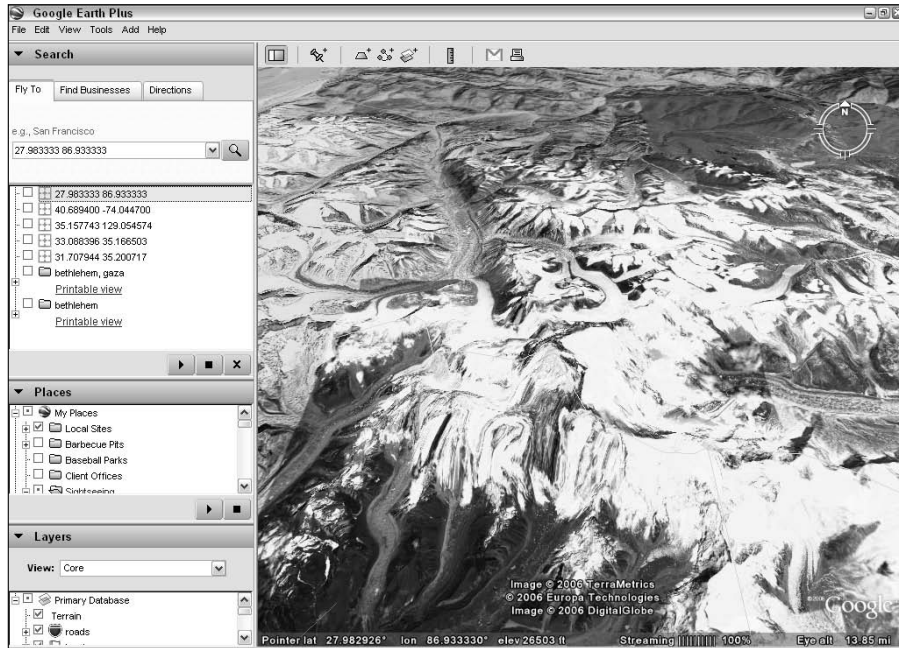 Google Earth Plus
File Edit View Tools Add Help
Search
Fly To Find Businesses Directions
e.g., San Francisco
27.983333 86.933333
27.983333 86.933333
40.689400 -74.044700
35.157743 129.054574
33.088396 35.166503
31.707944 35.200717
bethlehem, gaza
Printable view
bethlehem
Printable view
Places
My Places
Local Sites
Barbecue Pits
Baseball Parks
Client Offices
Sightseeing
Layers
View: Core
Primary Database
Terrain
roads
N
Image © 2006 TerraMetrics
© 2006 Europa Technologies
Image © 2006 DigitalGlobe
©2006 Google
Pointer lat 27.982926° lon 86.933330° elev 26503 ft Streaming |||||||||| 100% Eye alt 13.85 mi